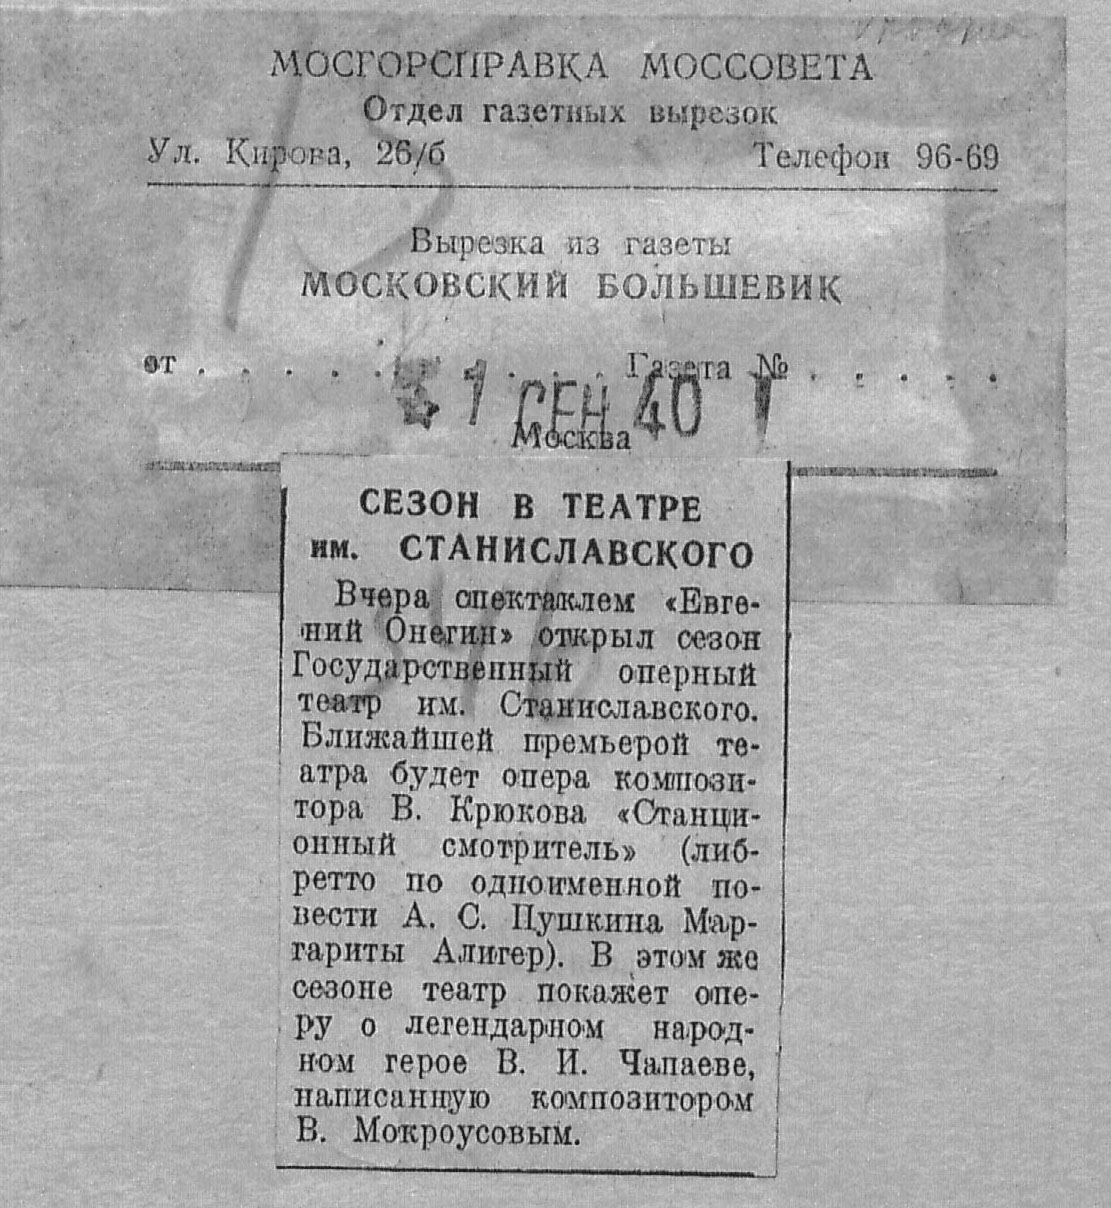 МОСГОРСПРАВКА МОССОВЕТА
Отдел газетных вырезок
Ул. Кирова, 26/б Телефон 96-69
Вырезка из газеты
МОСКОВСКИЙ БОЛЬШЕВИК
от . . . . . . . . . . Газета № . . . . .
1 СЕН 40
Москва
СЕЗОН В ТЕАТРЕ
им. СТАНИСЛАВСКОГО
Вчера спектаклем «Евге-
ний Онегин» открыл сезон
Государственный оперный
театр им. Станиславского.
Ближайшей премьерой те-
атра будет опера компози-
тора В. Крюкова «Станци-
онный смотритель» (либ-
ретто по одноименной по-
вести А. С. Пушкина Мар-
гариты Алигер). В этом же
сезоне театр покажет опе-
ру о легендарном народ-
ном герое В. И. Чапаеве,
написанную композитором
В. Мокроусовым.